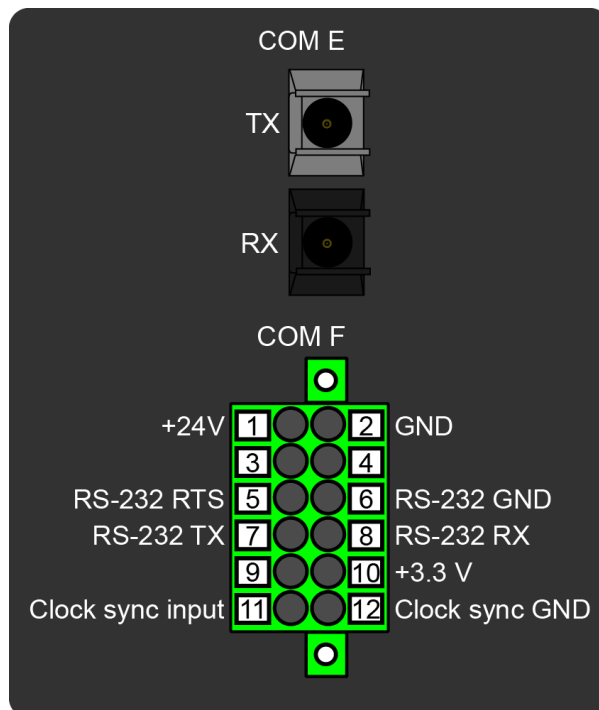 COM E
TX
RX
COM F
+24V 1 2 GND
3 4
RS-232 RTS 5 6 RS-232 GND
RS-232 TX 7 8 RS-232 RX
9 10 +3.3 V
Clock sync input 11 12 Clock sync GND